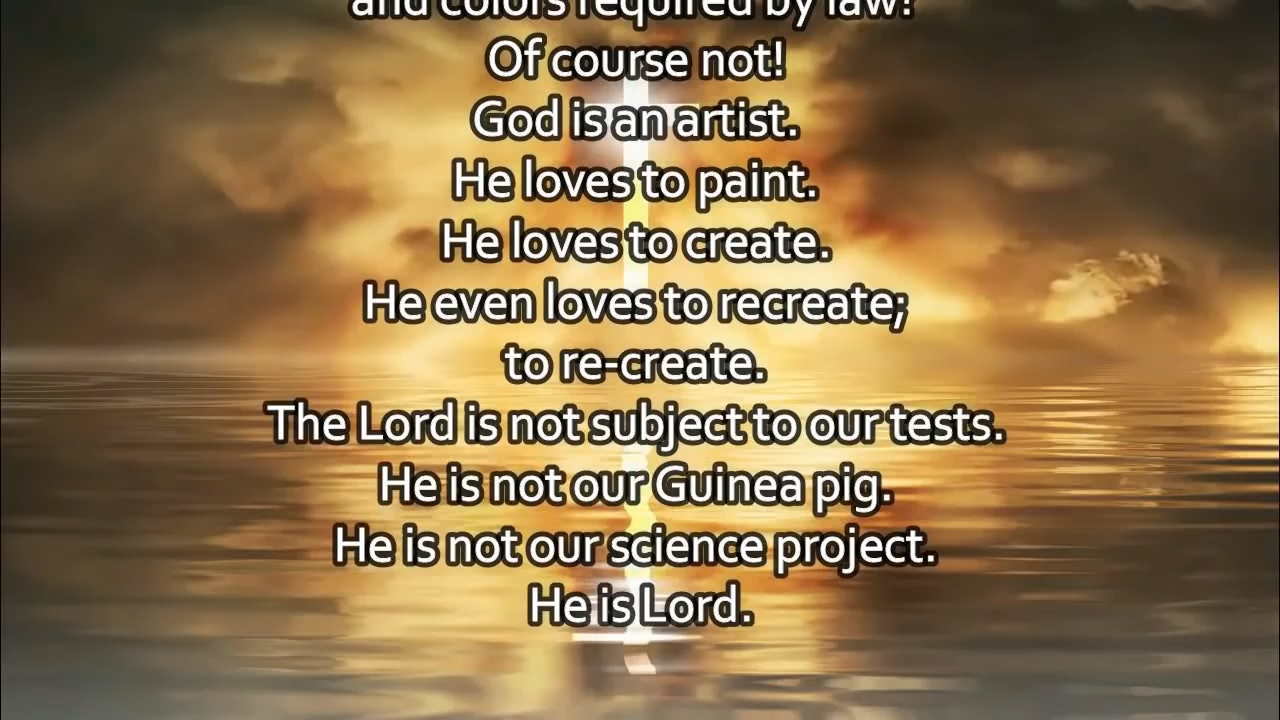 and colors required by law?
Of course not!
God is an artist.
He loves to paint.
He loves to create.
He even loves to recreate;
to re-create.
The Lord is not subject to our tests.
He is not our Guinea pig.
He is not our science project.
He is Lord.